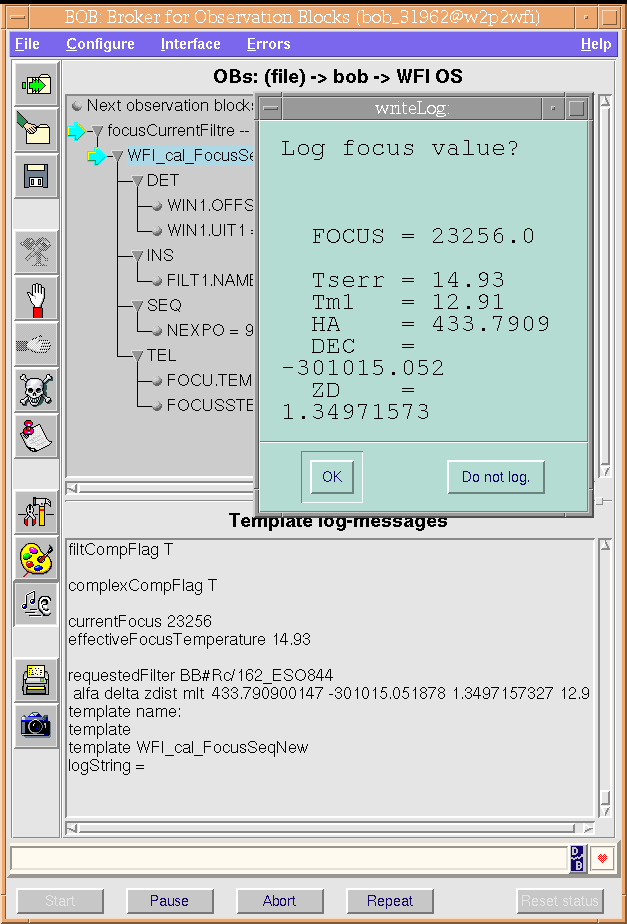 BOB: Broker for Observation Blocks (bob_31962@w2p2wfi)
File Configure Interface Errors Help
OBs: (file) -> bob -> WFI OS
Next observation blocks
focusCurrentFiltre --
WFI_cal_FocusSe
DET
WIN1.OFFS
WIN1.UIT1 =
INS
FILT1.NAME
SEQ
NEXPO = 9
TEL
FOCU.TEM
FOCUSSTE
writeLog:
Log focus value?
FOCUS = 23256.0
Tserr = 14.93
Tm1 = 12.91
HA = 433.7909
DEC =
-301015.052
ZD =
1.34971573
OK Do not log.
Template log-messages
filtCompFlag T
complexCompFlag T
currentFocus 23256
effectiveFocusTemperature 14.93
requestedFilter BB#Rc/162_ESO844
alfa delta zdist mlt 433.790900147 -301015.051878 1.3497157327 12.9
template name:
template
template WFI_cal_FocusSeqNew
logString =
D
B
Start Pause Abort Repeat Reset status